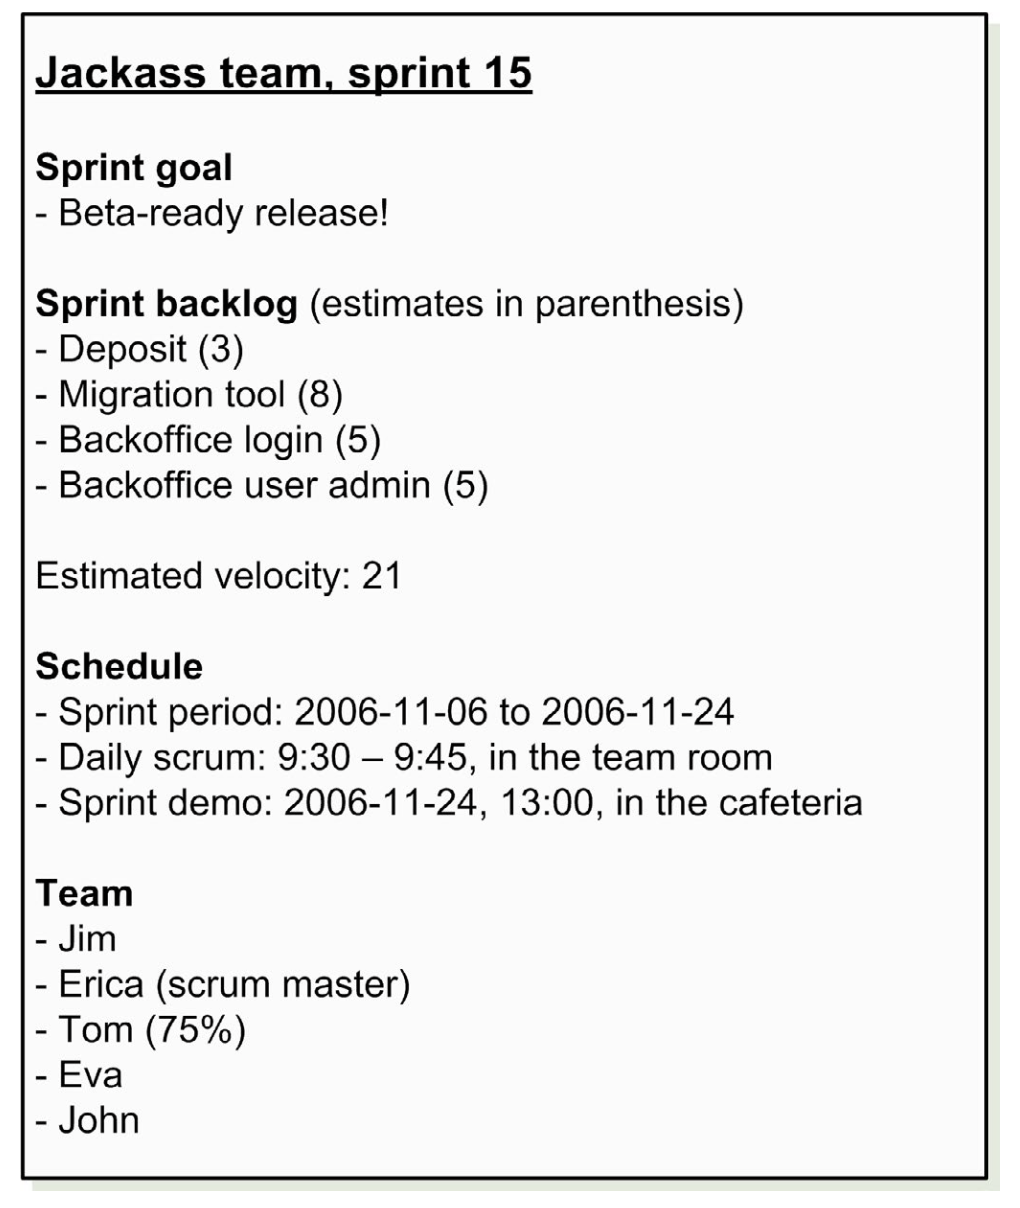 Jackass team, sprint 15
Sprint goal
- Beta-ready release!
Sprint backlog (estimates in parenthesis)
- Deposit (3)
- Migration tool (8)
- Backoffice login (5)
- Backoffice user admin (5)
Estimated velocity: 21
Schedule
- Sprint period: 2006-11-06 to 2006-11-24
- Daily scrum: 9:30 – 9:45, in the team room
- Sprint demo: 2006-11-24, 13:00, in the cafeteria
Team
- Jim
- Erica (scrum master)
- Tom (75%)
- Eva
- John